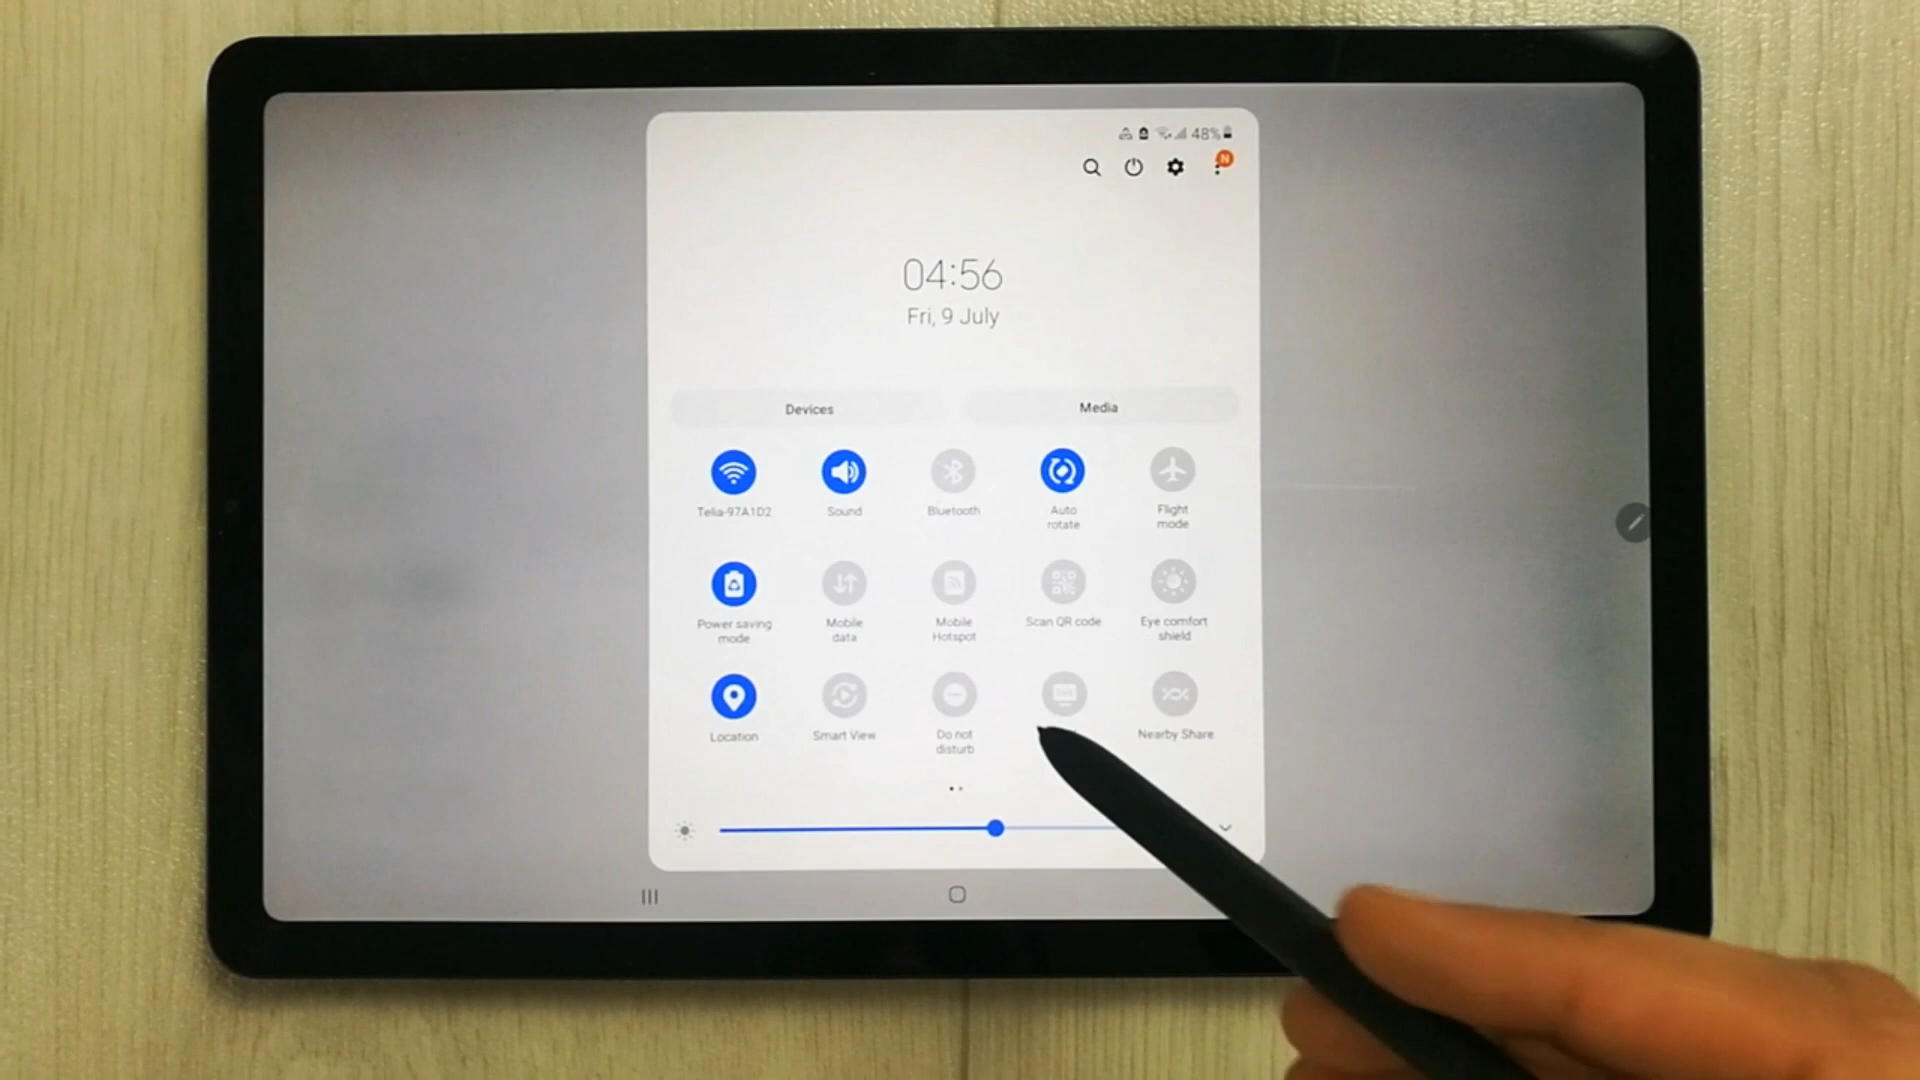 48%
N
04:56
Fri, 9 July
Devices Media
Telia-97A1D2 Sound Bluetooth Auto rotate Flight mode
Power saving mode Mobile data Mobile Hotspot Scan QR code Eye comfort shield
Location Smart View Do not disturb Nearby Share